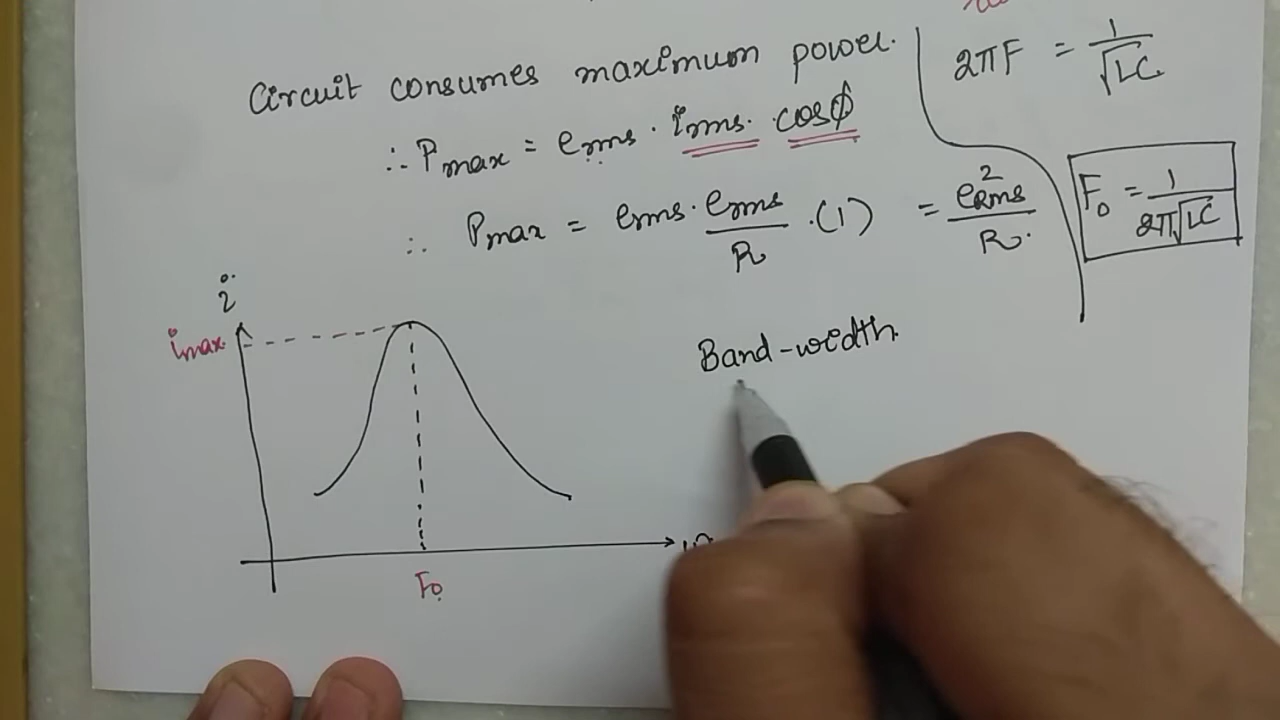 Circuit consumes maximum power.
∴ Pmax = erms · irms · cosϕ
∴ Pmax = erms · erms/R · (1) = e²Rms/R.
2πF = 1/√LC
F₀ = 1/2π√LC
i
imax
Band-width
F₀